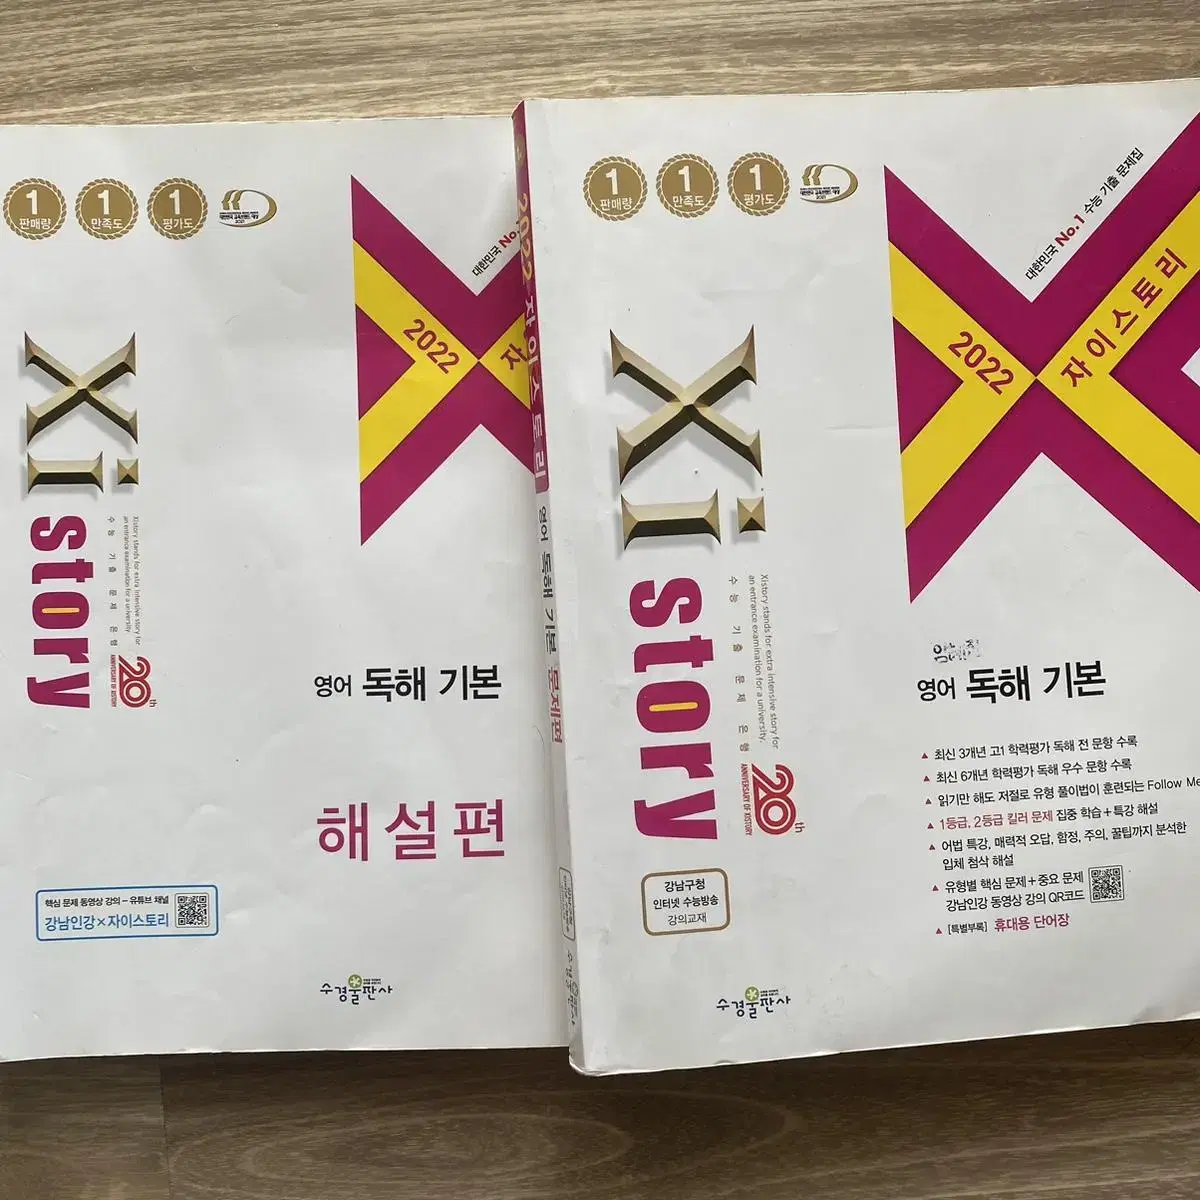 1
판매량
1
만족도
1
평가도
2021
대한민국 No.
2022
자
Xi
story
Xistory stands for extra intensive story for
an entrance examination for a university.
수능 기출 문제 은행
20th
ANNIVERSARY OF XISTORY
영어 독해 기본
해설편
핵심 문제 동영상 강의 – 유튜브 채널
강남인강×자이스토리
수경출판사
2022 자이스토리 영어 독해 기본 문제편
수경출판사
1
판매량
1
만족도
1
평가도
2021
대한민국 No.1 수능 기출 문제집
2022
자이스토리
Xi
story
Xistory stands for extra intensive story for
an entrance examination for a university.
수능 기출 문제 은행
20th
ANNIVERSARY OF XISTORY
영어 독해 기본
▲ 최신 3개년 고1 학력평가 독해 전 문항 수록
▲ 최신 6개년 학력평가 독해 우수 문항 수록
▲ 읽기만 해도 저절로 유형 풀이법이 훈련되는 Follow Me
▲ 1등급, 2등급 킬러 문제 집중 학습+특강 해설
▲ 어법 특강, 매력적 오답, 함정, 주의, 꿀팁까지 분석한
입체 첨삭 해설
▲ 유형별 핵심 문제+중요 문제
강남인강 동영상 강의 QR코드
▲ [특별부록] 휴대용 단어장
강남구청
인터넷 수능방송
강의교재
수경출판사